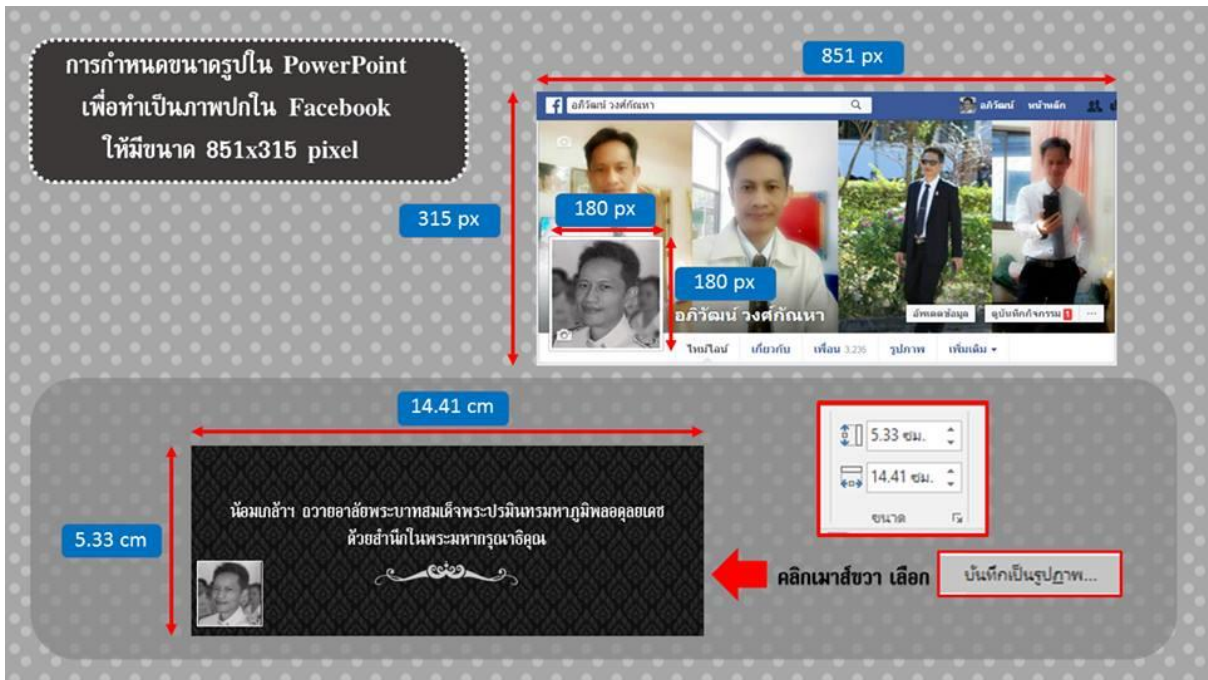 การกำหนดขนาดรูปใน PowerPoint
เพื่อทำเป็นภาพปกใน Facebook
ให้มีขนาด 851x315 pixel
851 px
อภิวัฒน์ วงศ์กัณหา
อภิวัฒน์ หน้าหลัก
315 px
180 px
180 px
อภิวัฒน์ วงศ์กัณหา
อัพเดตข้อมูล ดูบันทึกกิจกรรม 1 ...
ไทม์ไลน์ เกี่ยวกับ เพื่อน 3,236 รูปภาพ เพิ่มเติม
14.41 cm
5.33 ซม.
14.41 ซม.
ขนาด
5.33 cm
น้อมเกล้าฯ ถวายอาลัยพระบาทสมเด็จพระปรมินทรมหาภูมิพลอดุลยเดช
ด้วยสำนึกในพระมหากรุณาธิคุณ
คลิกเมาส์ขวา เลือก
บันทึกเป็นรูปภาพ...